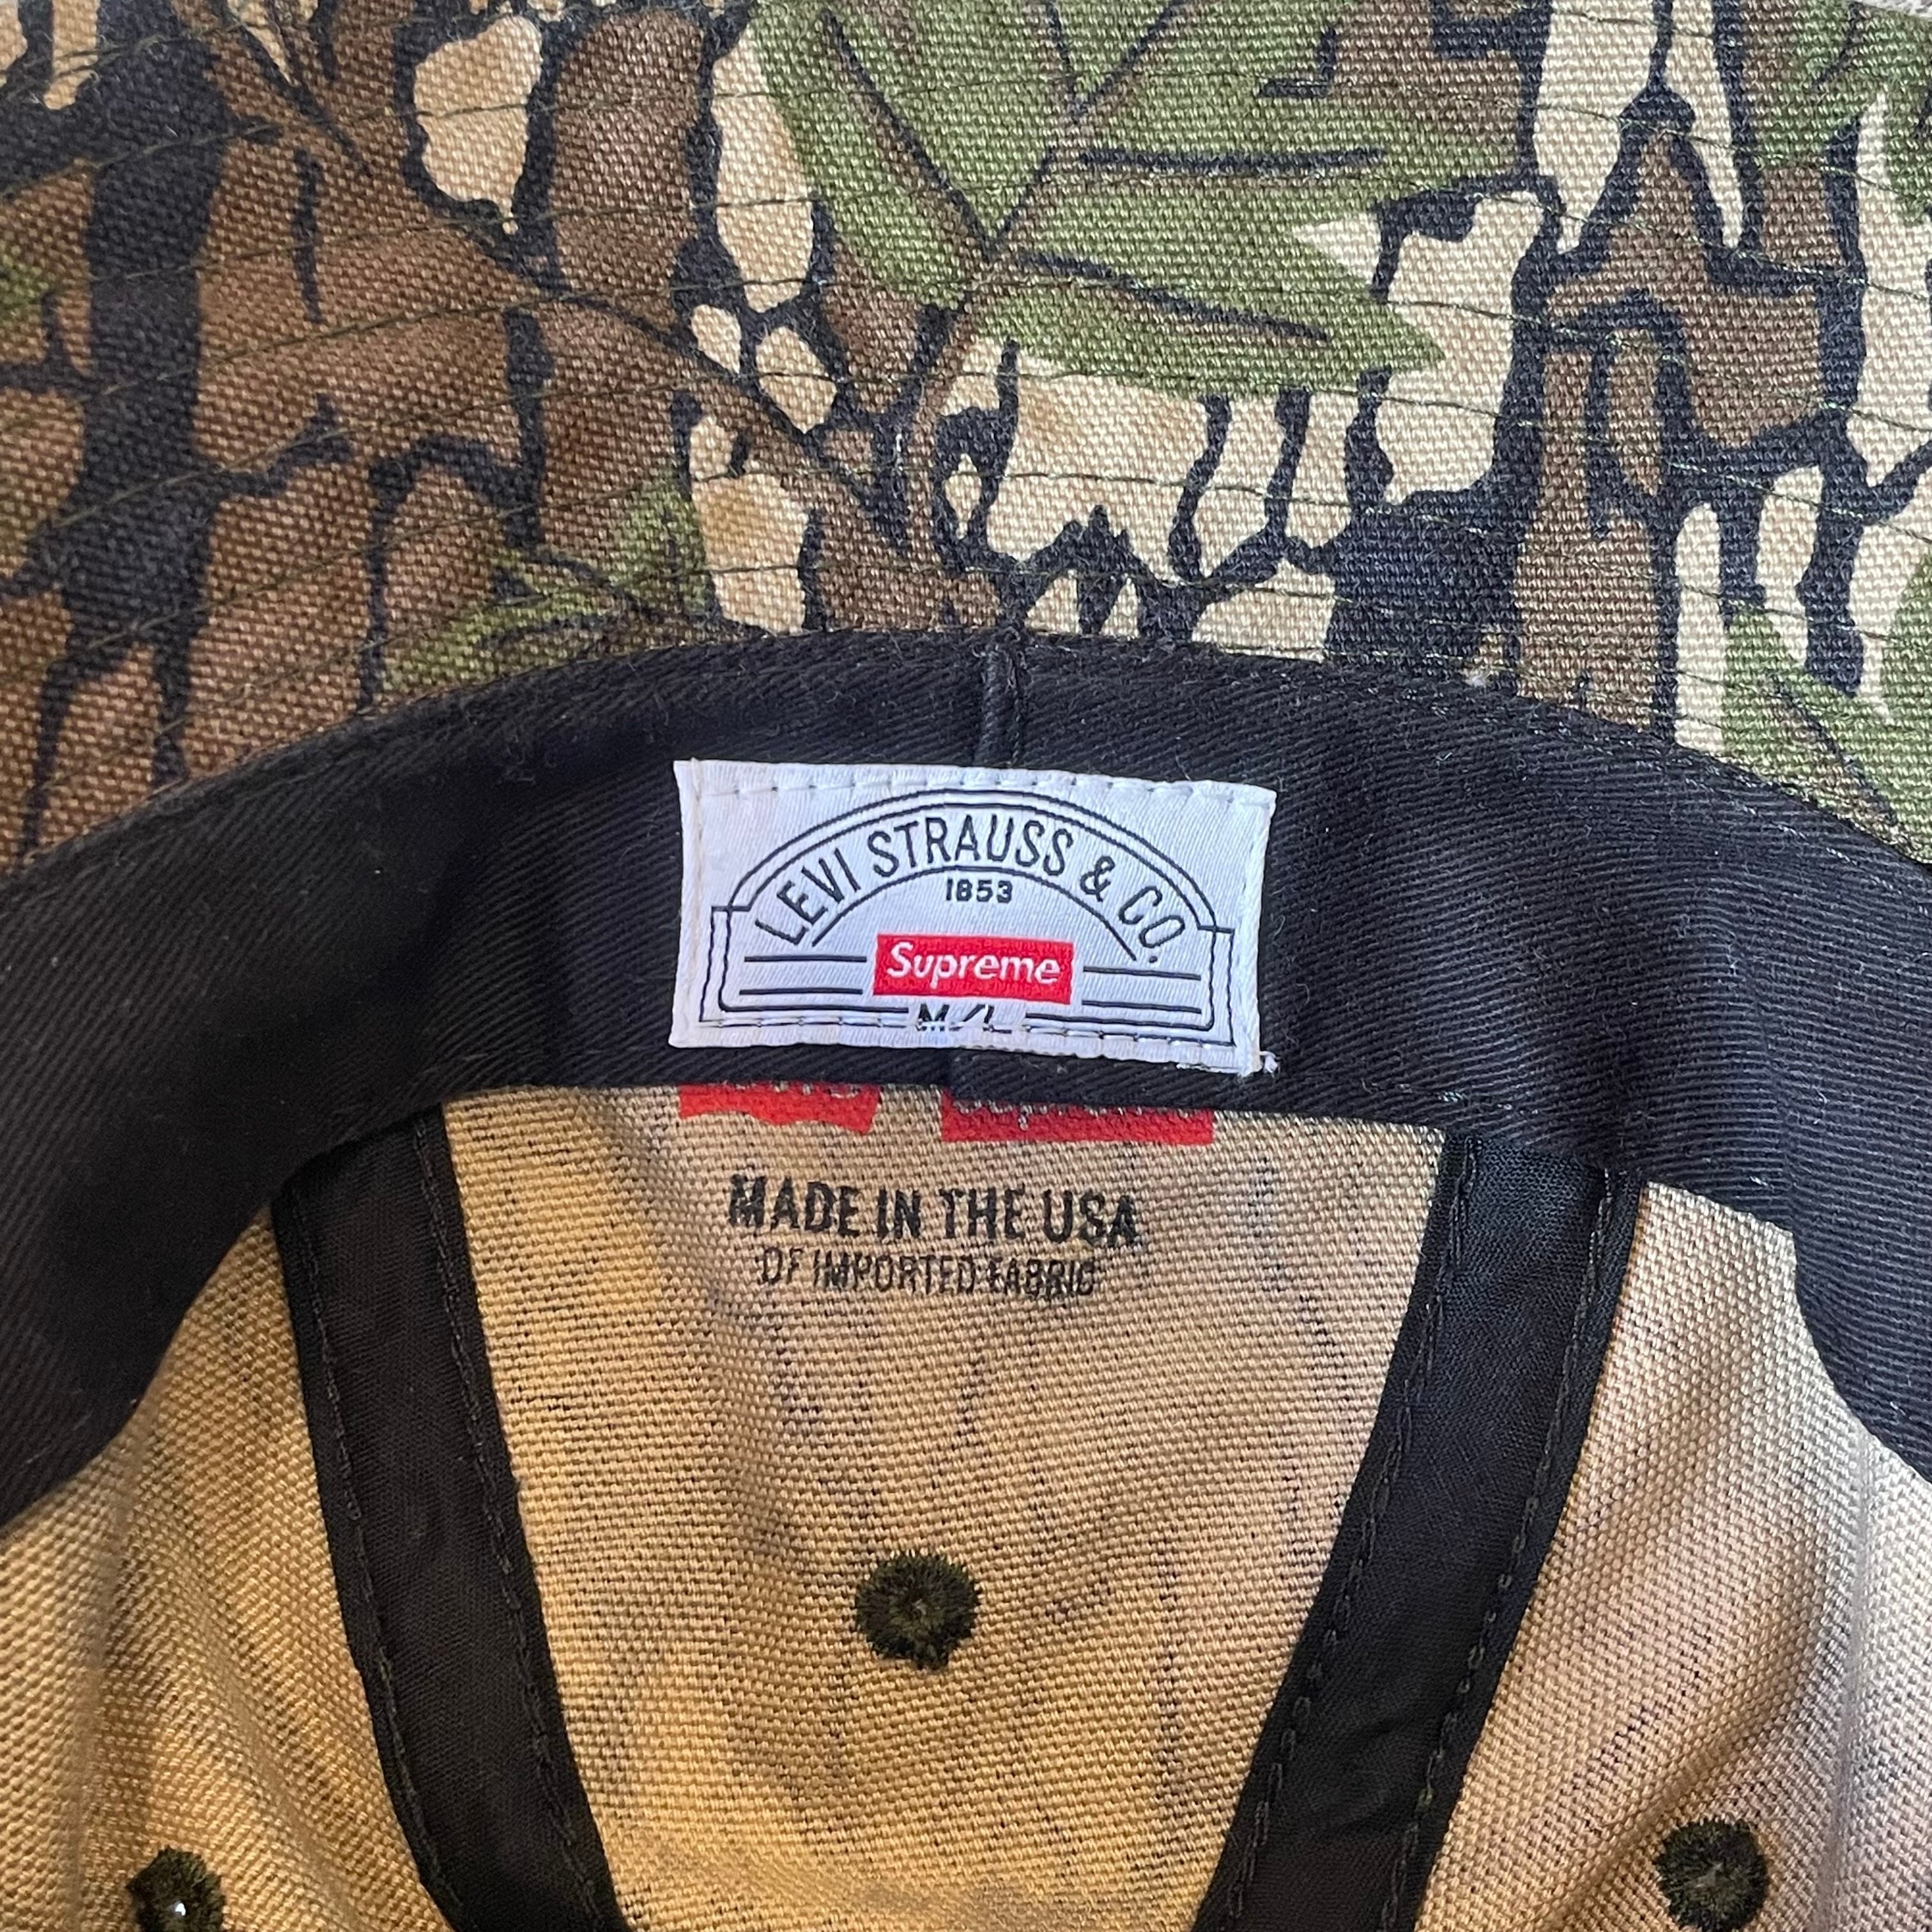 LEVI STRAUSS & CO.
1853
Supreme
M/L
MADE IN THE USA
OF IMPORTED FABRIC